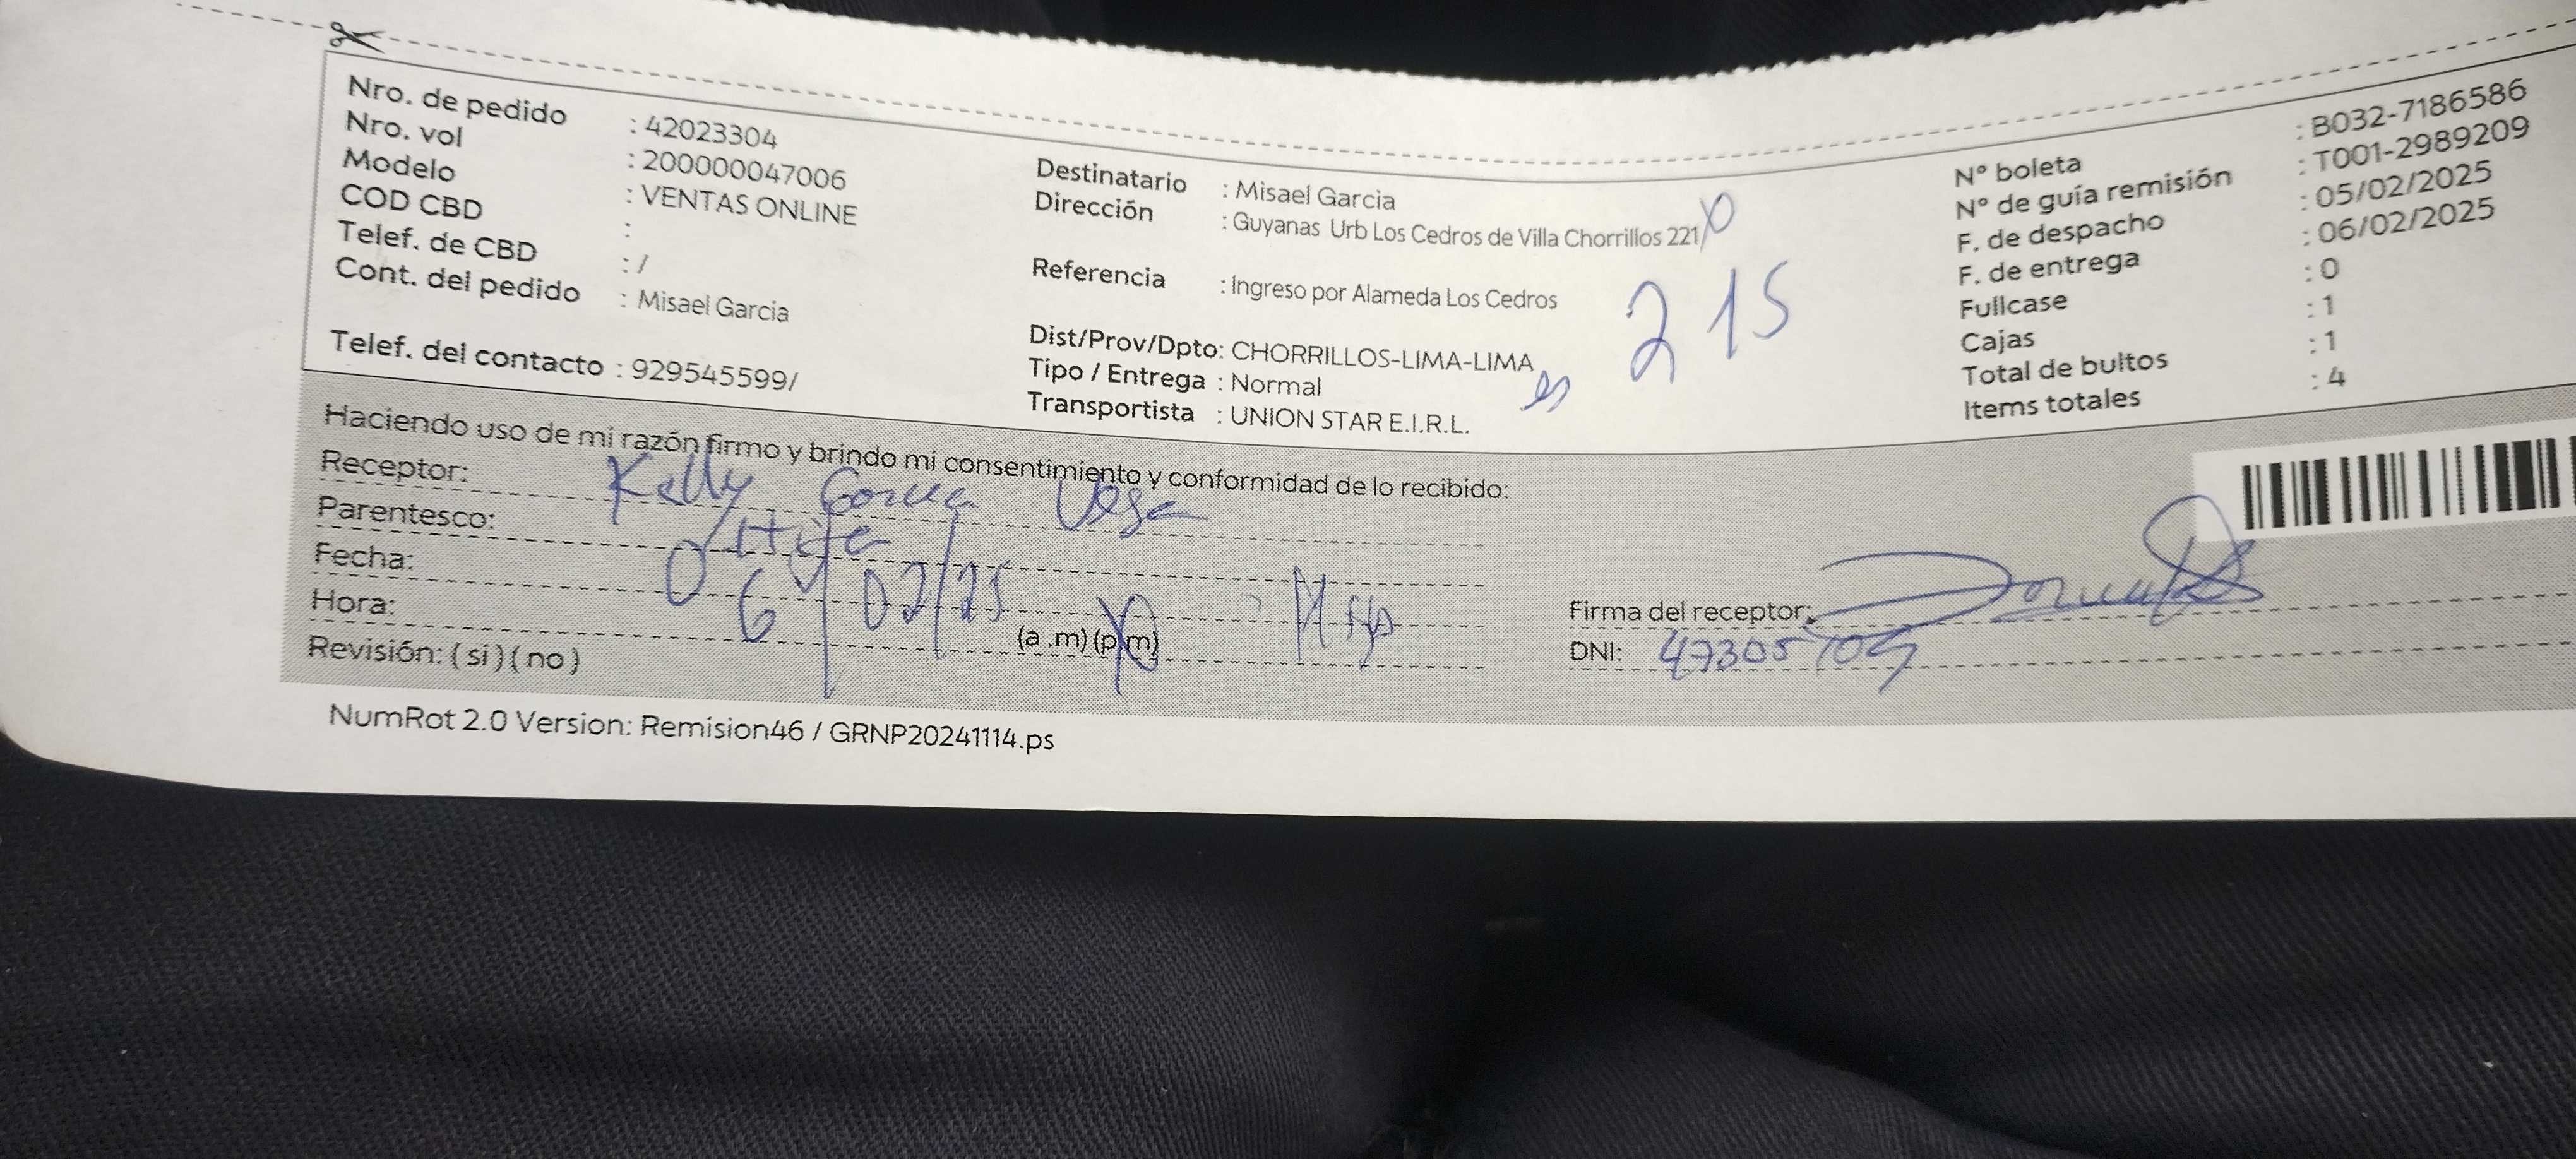 Nro. de pedido : 42023304
Nro. vol : 200000047006
Modelo : VENTAS ONLINE
COD CBD :
Telef. de CBD : /
Cont. del pedido : Misael Garcia
Telef. del contacto : 929545599/
Destinatario : Misael Garcia
Dirección : Guyanas Urb Los Cedros de Villa Chorrillos 221
Referencia : Ingreso por Alameda Los Cedros
Dist/Prov/Dpto: CHORRILLOS-LIMA-LIMA
Tipo / Entrega : Normal
Transportista : UNION STAR E.I.R.L.
es 215
N° boleta : B032-7186586
N° de guía remisión : T001-2989209
F. de despacho : 05/02/2025
F. de entrega : 06/02/2025
Fullcase : 0
Cajas : 1
Total de bultos : 1
Items totales : 4
Haciendo uso de mi razón firmo y brindo mi consentimiento y conformidad de lo recibido:
Receptor: Kelly Vega
Parentesco: Hija
Fecha: 06/02/25
Hora: (a .m) (p.m)
Revisión: ( si ) ( no )
Firma del receptor:
DNI: 47305709
NumRot 2.0 Version: Remision46 / GRNP20241114.ps